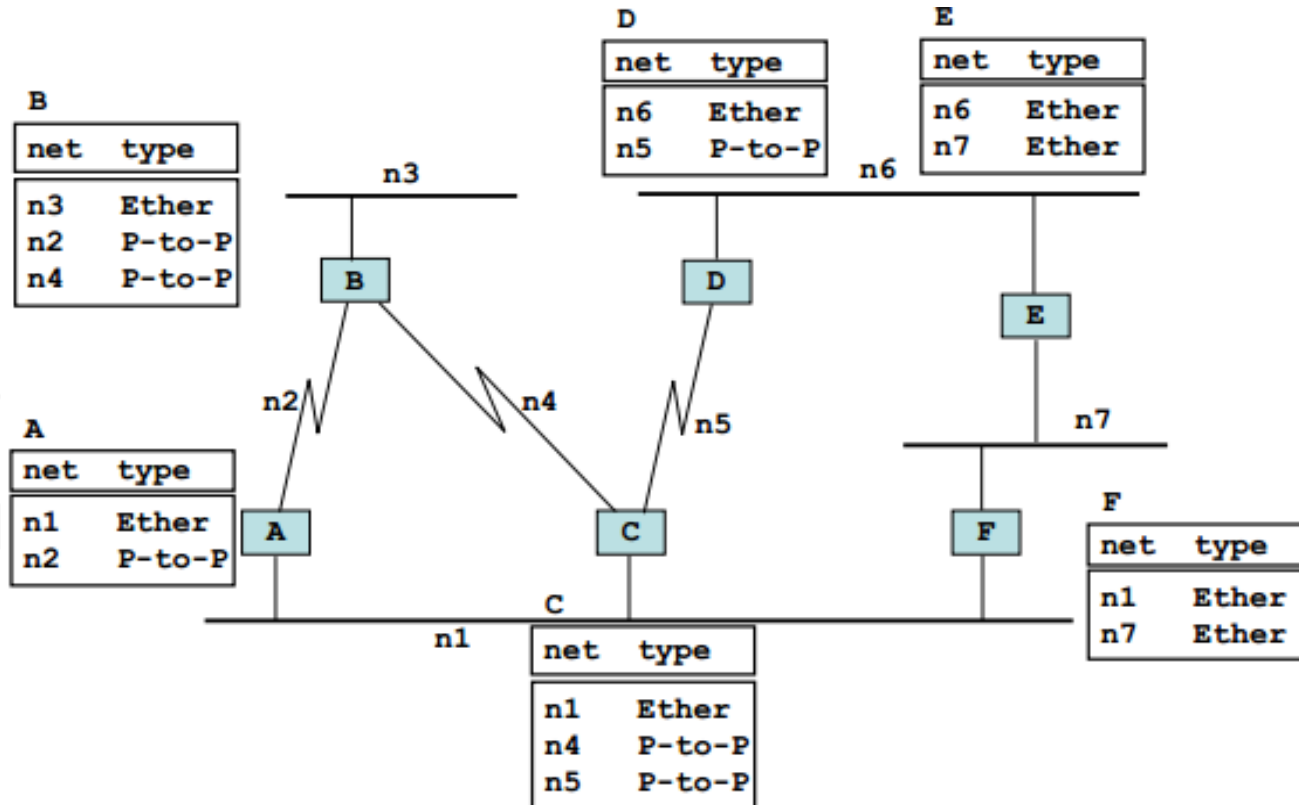 D
net type
n6 Ether
n5 P-to-P
E
net type
n6 Ether
n7 Ether
B
net type
n3 Ether
n2 P-to-P
n4 P-to-P
n3
n6
B
D
E
n2
n4
n5
n7
A
net type
n1 Ether
n2 P-to-P
A
C
F
F
net type
n1 Ether
n7 Ether
n1
C
net type
n1 Ether
n4 P-to-P
n5 P-to-P